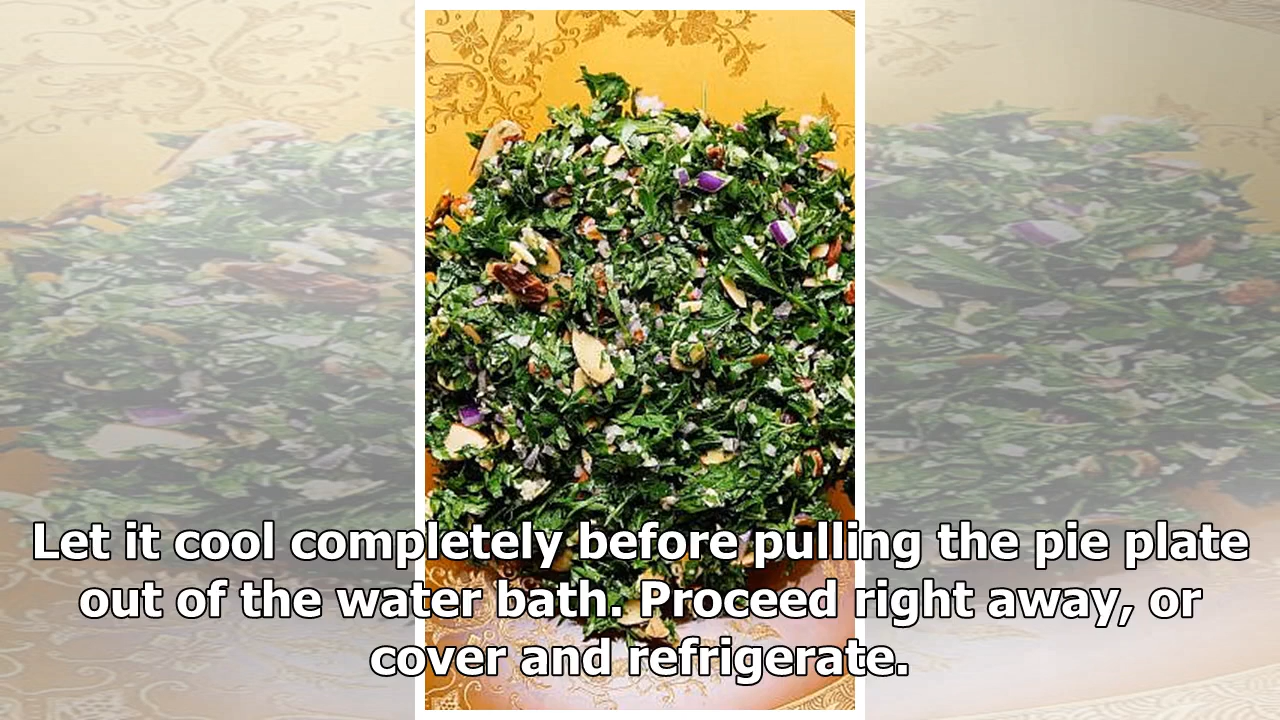 Let it cool completely before pulling the pie plate
out of the water bath. Proceed right away, or
cover and refrigerate.